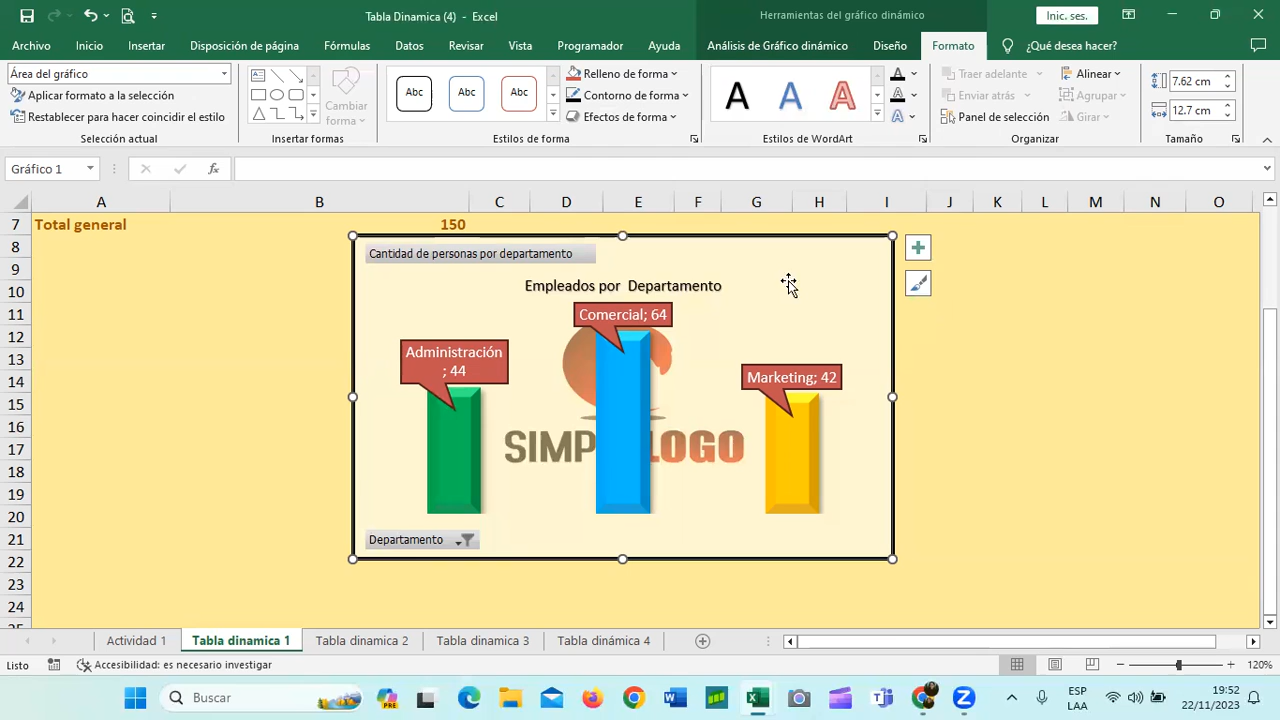 Tabla Dinamica (4) - Excel
Herramientas del gráfico dinámico
Inic. ses.
Archivo
Inicio
Insertar
Disposición de página
Fórmulas
Datos
Revisar
Vista
Programador
Ayuda
Análisis de Gráfico dinámico
Diseño
Formato
¿Qué desea hacer?
Área del gráfico
Aplicar formato a la selección
Restablecer para hacer coincidir el estilo
Selección actual
Cambiar
forma
Insertar formas
Abc
Abc
Abc
Relleno de forma
Contorno de forma
Efectos de forma
Estilos de forma
A
A
A
A
A
A
Estilos de WordArt
Traer adelante
Enviar atrás
Panel de selección
Alinear
Agrupar
Girar
Organizar
7.62 cm
12.7 cm
Tamaño
Gráfico 1
fx
A B C D E F G H I J K L M N O
7 Total general 150
8
9
10
11
12
13
14
15
16
17
18
19
20
21
22
23
24
Cantidad de personas por departamento
Empleados por Departamento
Comercial; 64
Administración
; 44
Marketing; 42
SIMP LOGO
Departamento
Actividad 1
Tabla dinamica 1
Tabla dinamica 2
Tabla dinamica 3
Tabla dinámica 4
Listo
Accesibilidad: es necesario investigar
120%
Buscar
PRE
ESP
LAA
19:52
22/11/2023